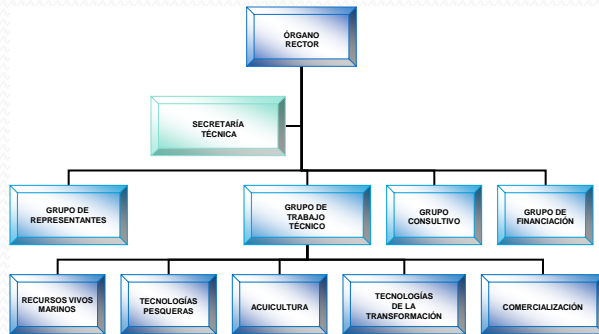 ÓRGANO
RECTOR
SECRETARÍA
TÉCNICA
GRUPO DE
REPRESENTANTES
GRUPO DE
TRABAJO
TÉCNICO
GRUPO
CONSULTIVO
GRUPO DE
FINANCIACIÓN
RECURSOS VIVOS
MARINOS
TECNOLOGÍAS
PESQUERAS
ACUICULTURA
TECNOLOGÍAS
DE LA
TRANSFORMACIÓN
COMERCIALIZACIÓN